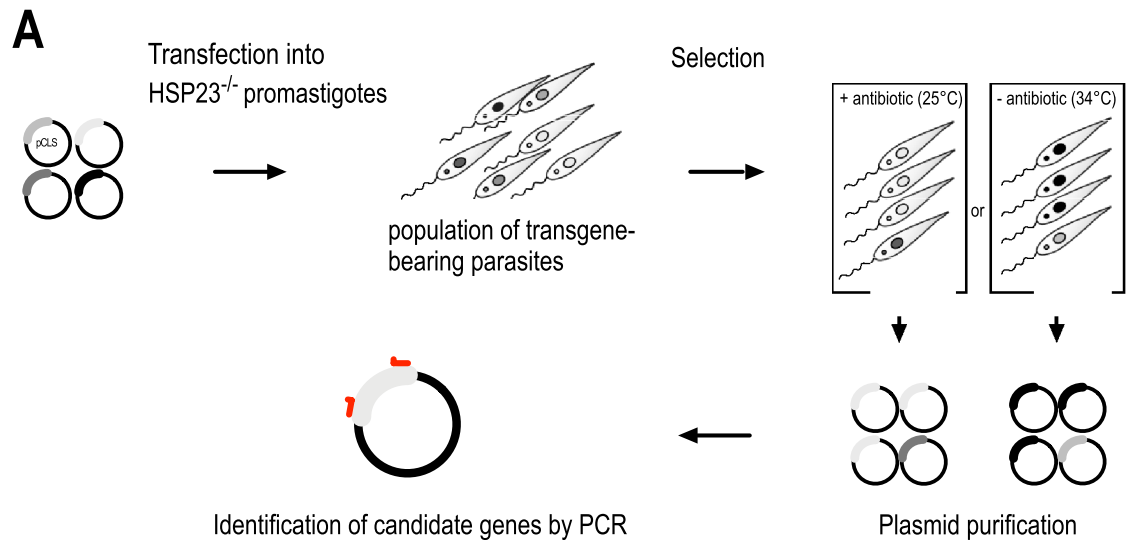 A
Transfection into
HSP23-/- promastigotes
Selection
pCLS
+ antibiotic (25°C)
- antibiotic (34°C)
or
population of transgene-
bearing parasites
Identification of candidate genes by PCR
Plasmid purification